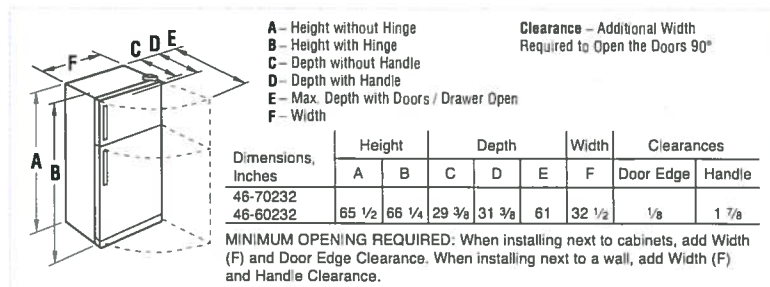 A – Height without Hinge
B – Height with Hinge
C – Depth without Handle
D – Depth with Handle
E – Max. Depth with Doors / Drawer Open
F – Width
Clearance – Additional Width
Required to Open the Doors 90°
F C D E
A B
Height Depth Width Clearances
Dimensions,
Inches A B C D E F Door Edge Handle
46-70232
46-60232 65 1/2 66 1/4 29 3/8 31 3/8 61 32 1/2 1/8 1 7/8
MINIMUM OPENING REQUIRED: When installing next to cabinets, add Width
(F) and Door Edge Clearance. When installing next to a wall, add Width (F)
and Handle Clearance.